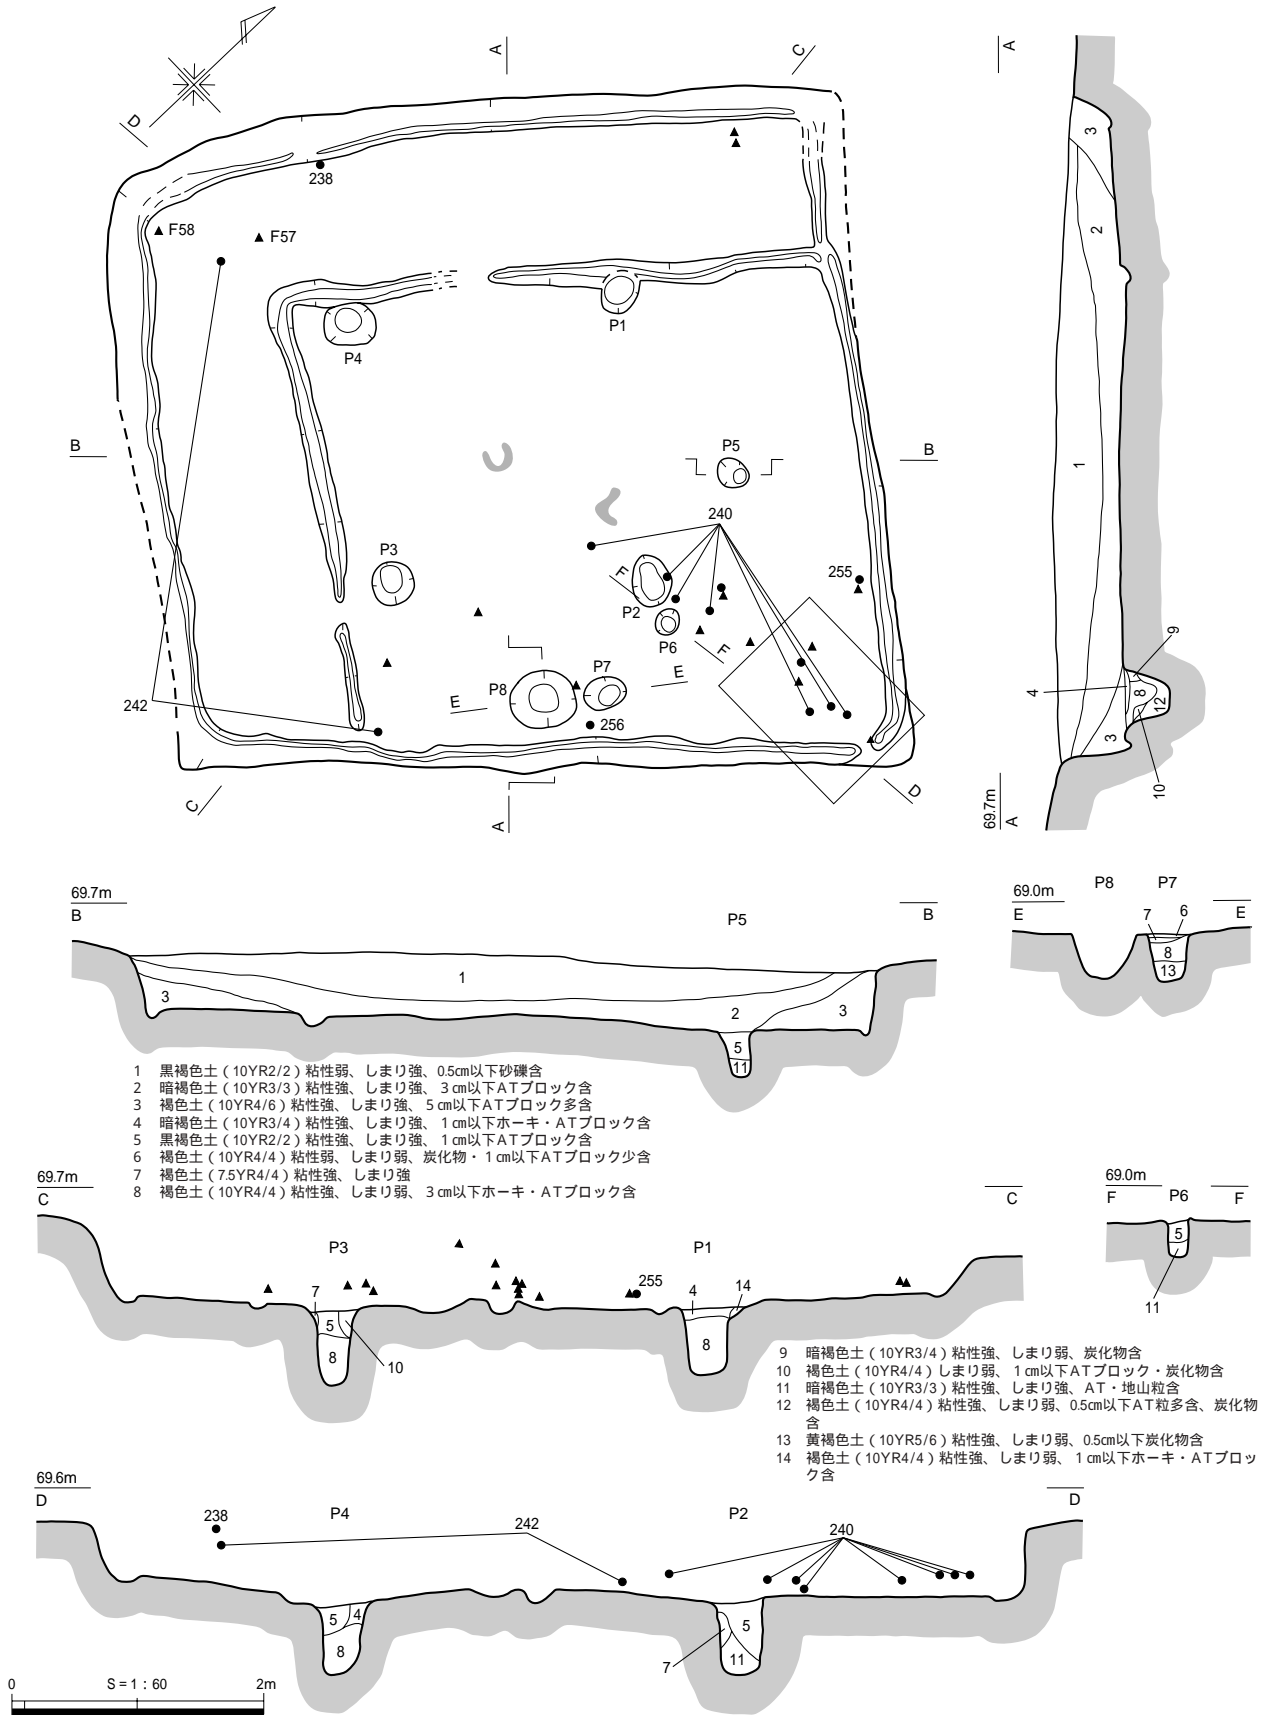 A
C
A
D
238
F58
F57
P1
P4
B
B
P5
240
P3
255
F
P2
P6
F
P7
E
P8
E
256
242
C
A
D
3
2
1
9
4
8
12
3
10
69.7m
A
69.7m
B
P5
B
1
3
2
3
5
11
69.0m
E
P8
P7
E
7
6
8
13
1 黒褐色土(10YR2/2)粘性弱、しまり強、0.5㎝以下砂礫含
2 暗褐色土(10YR3/3)粘性強、しまり強、3㎝以下ATブロック含
3 褐色土(10YR4/6)粘性強、しまり強、5㎝以下ATブロック多含
4 暗褐色土(10YR3/4)粘性強、しまり強、1㎝以下ホーキ・ATブロック含
5 黒褐色土(10YR2/2)粘性強、しまり強、1㎝以下ATブロック含
6 褐色土(10YR4/4)粘性弱、しまり弱、炭化物・1㎝以下ATブロック少含
7 褐色土(7.5YR4/4)粘性強、しまり強
8 褐色土(10YR4/4)粘性強、しまり弱、3㎝以下ホーキ・ATブロック含
69.7m
C
C
P3
P1
7
5
8
10
255
4
14
8
69.0m
F
P6
F
5
11
9 暗褐色土(10YR3/4)粘性強、しまり弱、炭化物含
10 褐色土(10YR4/4)しまり弱、1㎝以下ATブロック・炭化物含
11 暗褐色土(10YR3/3)粘性強、しまり強、AT・地山粒含
12 褐色土(10YR4/4)粘性強、しまり弱、0.5㎝以下AT粒多含、炭化物
含
13 黄褐色土(10YR5/6)粘性強、しまり弱、0.5㎝以下炭化物含
14 褐色土(10YR4/4)粘性強、しまり弱、1㎝以下ホーキ・ATブロッ
ク含
69.6m
D
D
238
P4
242
P2
240
5
4
8
5
7
11
0 S=1:60 2m